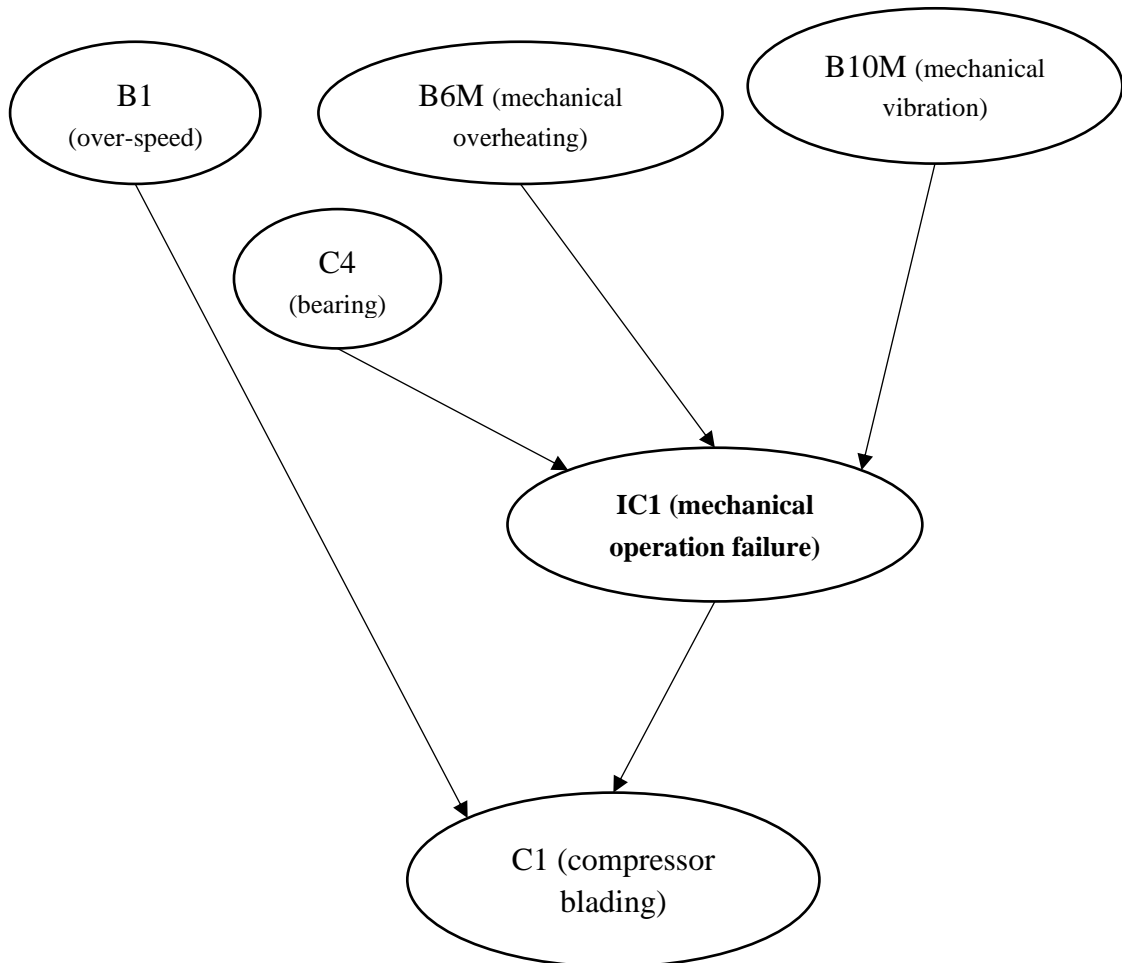 B1
(over-speed)
B6M (mechanical
overheating)
B10M (mechanical
vibration)
C4
(bearing)
IC1 (mechanical
operation failure)
C1 (compressor
blading)